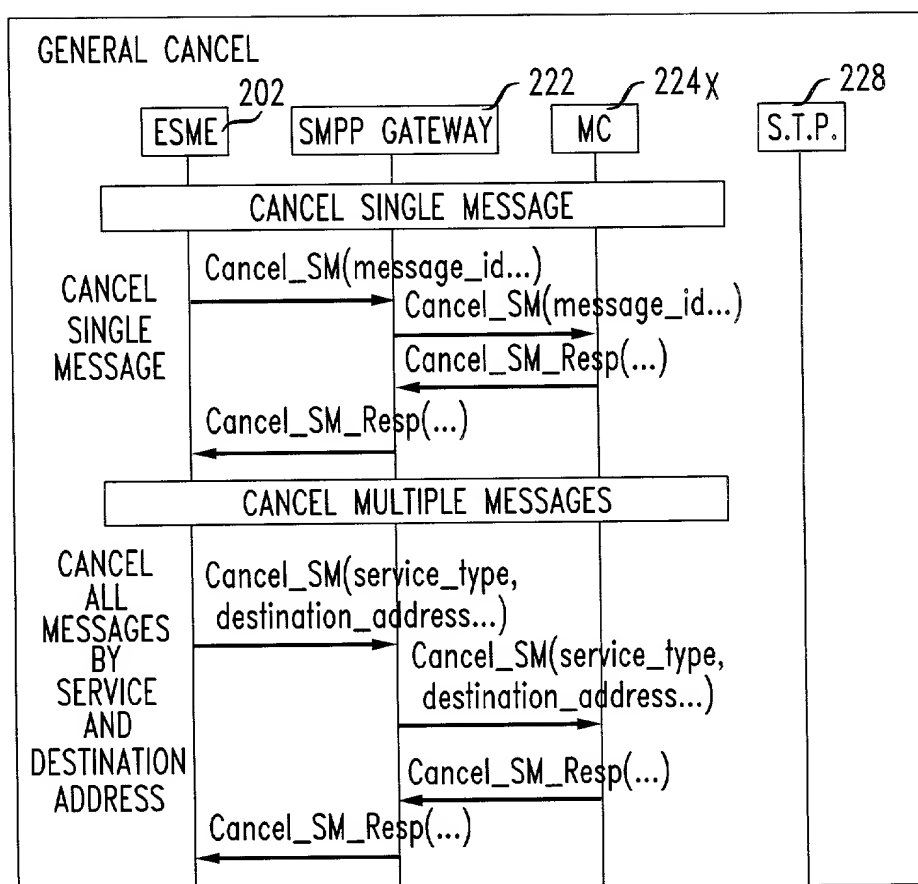 GENERAL CANCEL
202
222
224X
228
ESME
SMPP GATEWAY
MC
S.T.P.
CANCEL SINGLE MESSAGE
CANCEL
SINGLE
MESSAGE
Cancel_SM(message_id...)
Cancel_SM(message_id...)
Cancel_SM_Resp(...)
Cancel_SM_Resp(...)
CANCEL MULTIPLE MESSAGES
CANCEL
ALL
MESSAGES
BY
SERVICE
AND
DESTINATION
ADDRESS
Cancel_SM(service_type,
destination_address...)
Cancel_SM(service_type,
destination_address...)
Cancel_SM_Resp(...)
Cancel_SM_Resp(...)